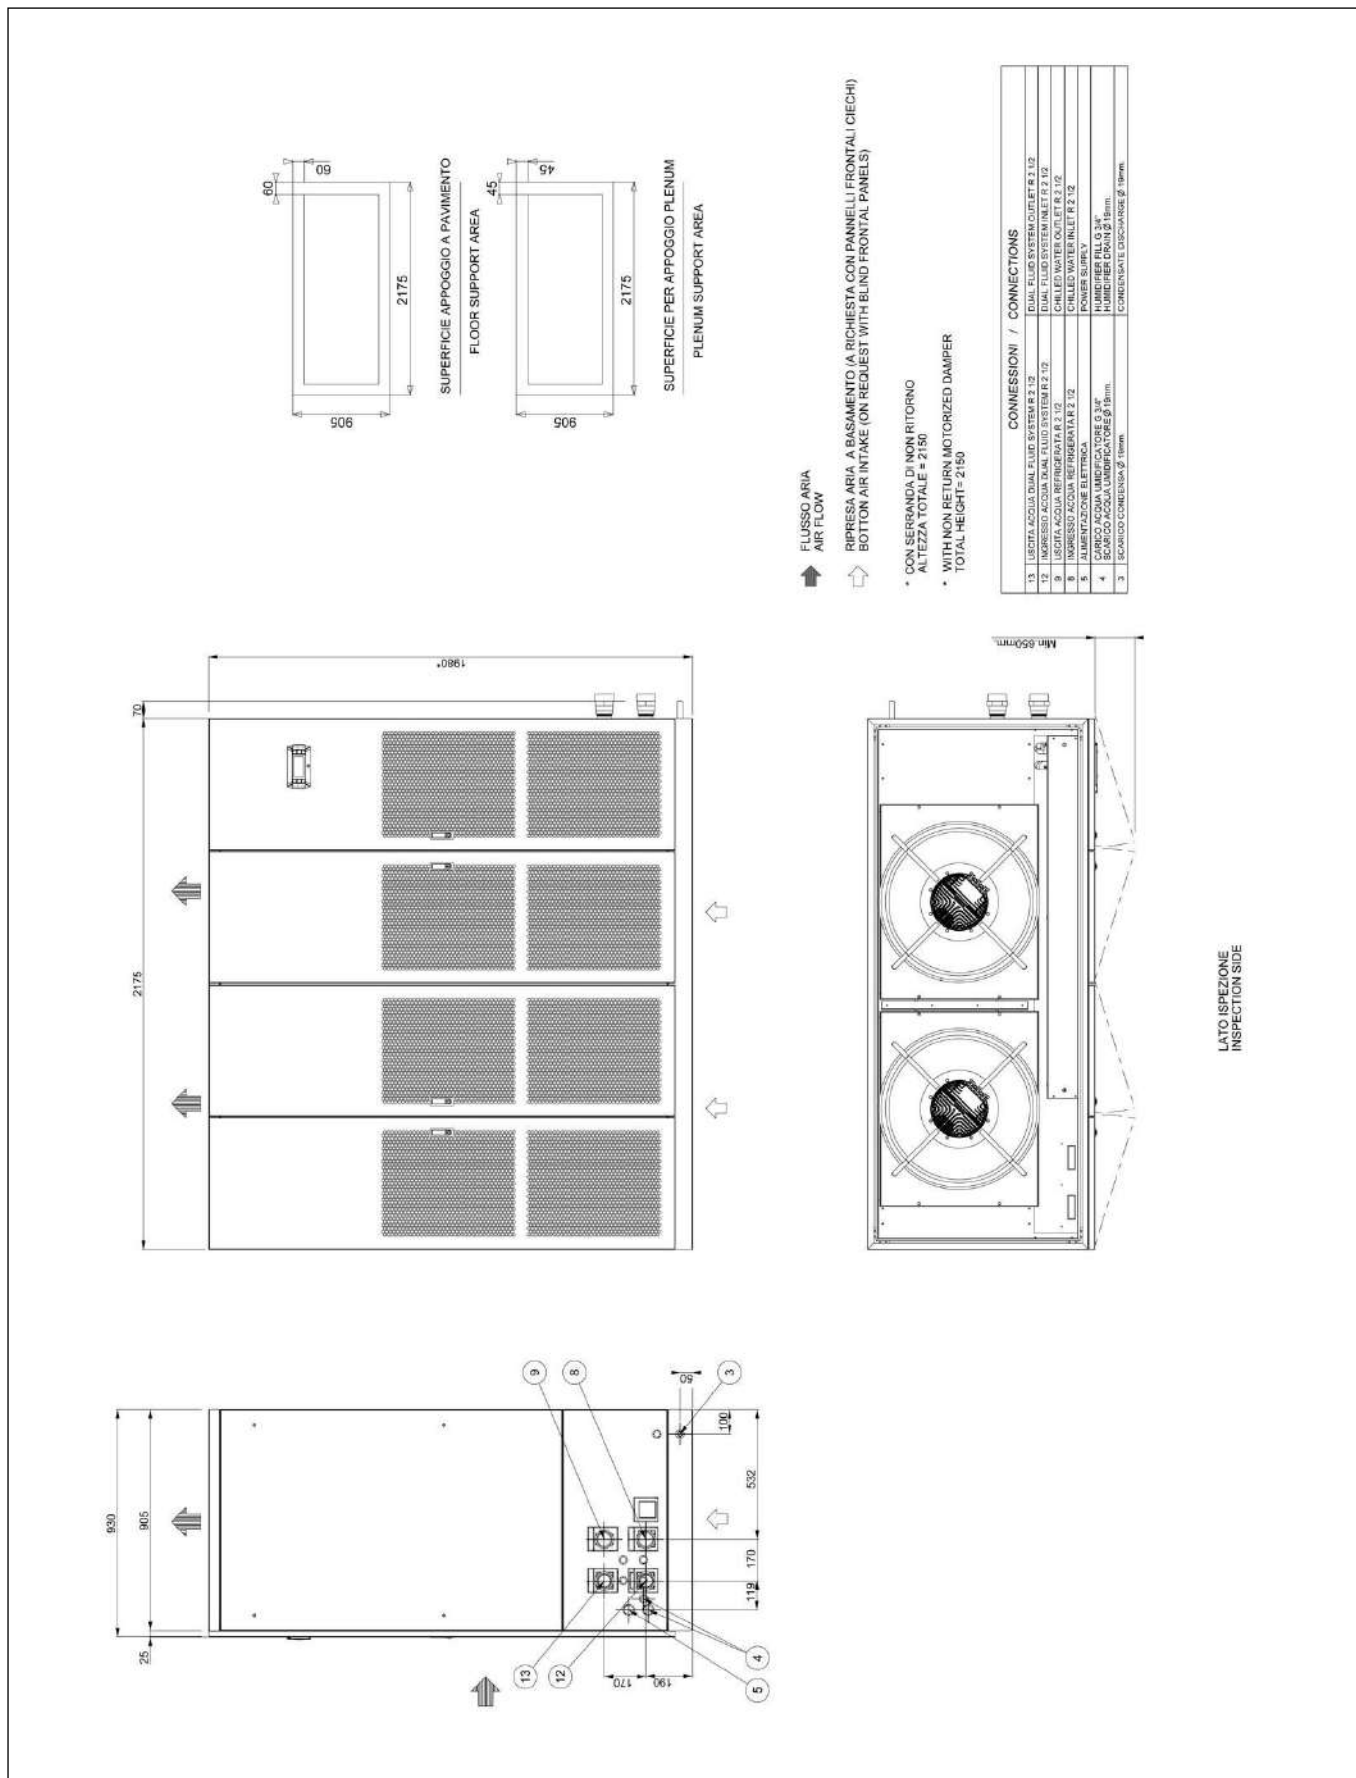 930
905
25
532
170
119
100
50
170
190
9
8
3
13
12
5
4
2175
70
1980*
60
60
905
2175
SUPERFICIE APPOGGIO A PAVIMENTO
FLOOR SUPPORT AREA
45
45
905
2175
SUPERFICIE PER APPOGGIO PLENUM
PLENUM SUPPORT AREA
Min. 650mm.
LATO ISPEZIONE
INSPECTION SIDE
FLUSSO ARIA
AIR FLOW
RIPRESA ARIA A BASAMENTO (A RICHIESTA CON PANNELLI FRONTALI CIECHI)
BOTTON AIR INTAKE (ON REQUEST WITH BLIND FRONTAL PANELS)
* CON SERRANDA DI NON RITORNO
ALTEZZA TOTALE = 2150
* WITH NON RETURN MOTORIZED DAMPER
TOTAL HEIGHT= 2150
CONNESSIONI / CONNECTIONS
13 USCITA ACQUA DUAL FLUID SYSTEM R 2 1/2 DUAL FLUID SYSTEM OUTLET R 2 1/2
12 INGRESSO ACQUA DUAL FLUID SYSTEM R 2 1/2 DUAL FLUID SYSTEM INLET R 2 1/2
9 USCITA ACQUA REFRIGERATA R 2 1/2 CHILLED WATER OUTLET R 2 1/2
8 INGRESSO ACQUA REFRIGERATA R 2 1/2 CHILLED WATER INLET R 2 1/2
5 ALIMENTAZIONE ELETTRICA POWER SUPPLY
4 CARICO ACQUA UMIDIFICATORE G 3/4" HUMIDIFIER FILL G 3/4"
SCARICO ACQUA UMIDIFICATORE Ø 19mm. HUMIDIFIER DRAIN Ø 19mm.
3 SCARICO CONDENSA Ø 19mm. CONDENSATE DISCHARGE Ø 19mm.